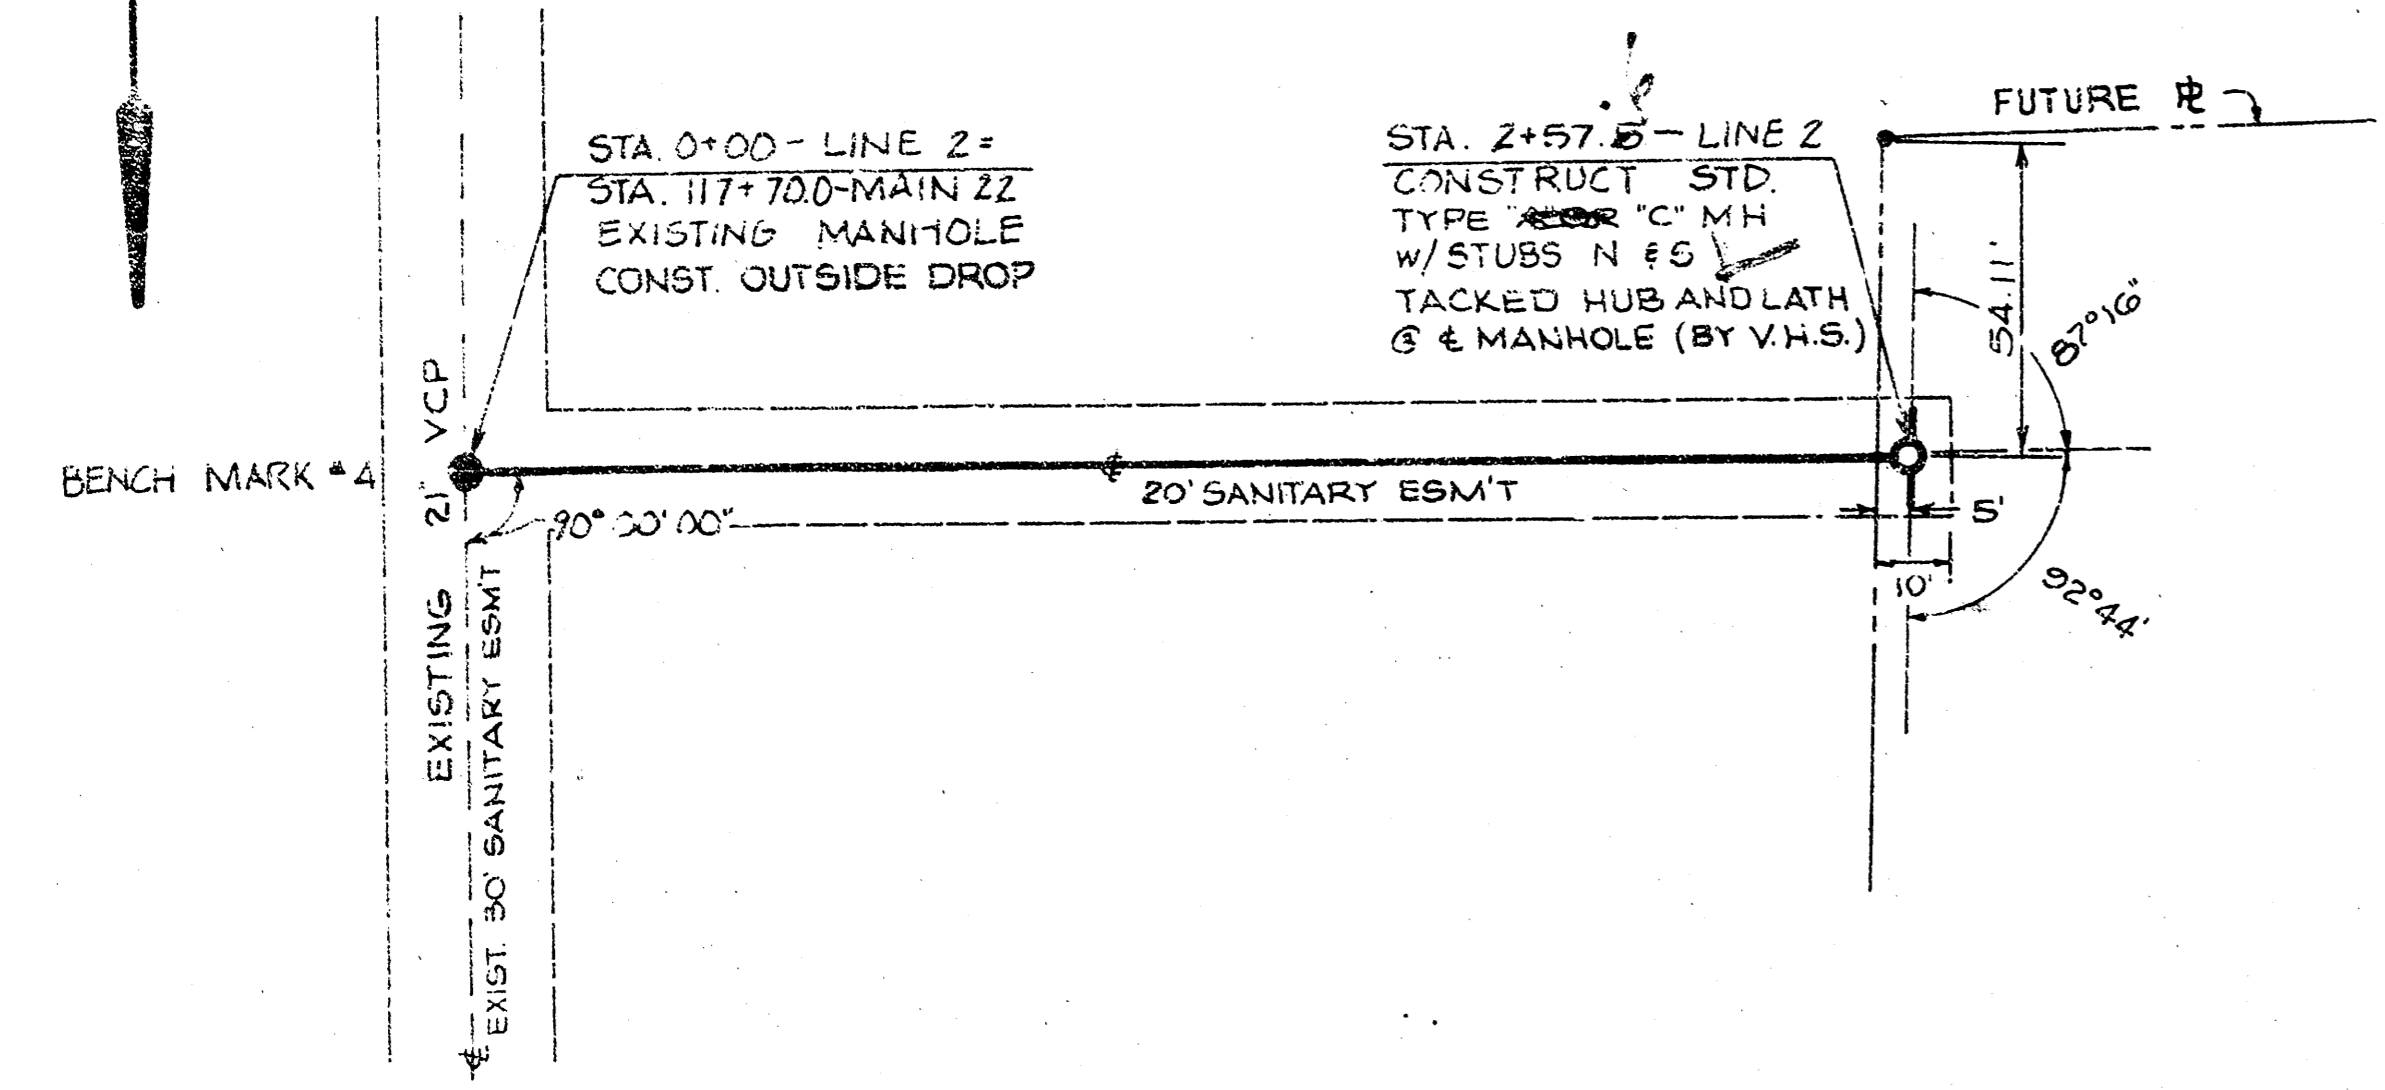 FUTURE ⅊
STA. 0+00 - LINE 2 =
STA. 117+70.0-MAIN 22
EXISTING MANHOLE
CONST. OUTSIDE DROP
STA. 2+57.5 - LINE 2
CONSTRUCT STD.
TYPE "C" MH
W/STUBS N & S
TACKED HUB AND LATH
@ ℄ MANHOLE (BY V.H.S.)
54.11'
87°16'
BENCH MARK #4
EXISTING 21" VCP
℄
20' SANITARY ESM'T
90° 00' 00"
5'
10'
92°44'
℄ EXIST. 30' SANITARY ESM'T